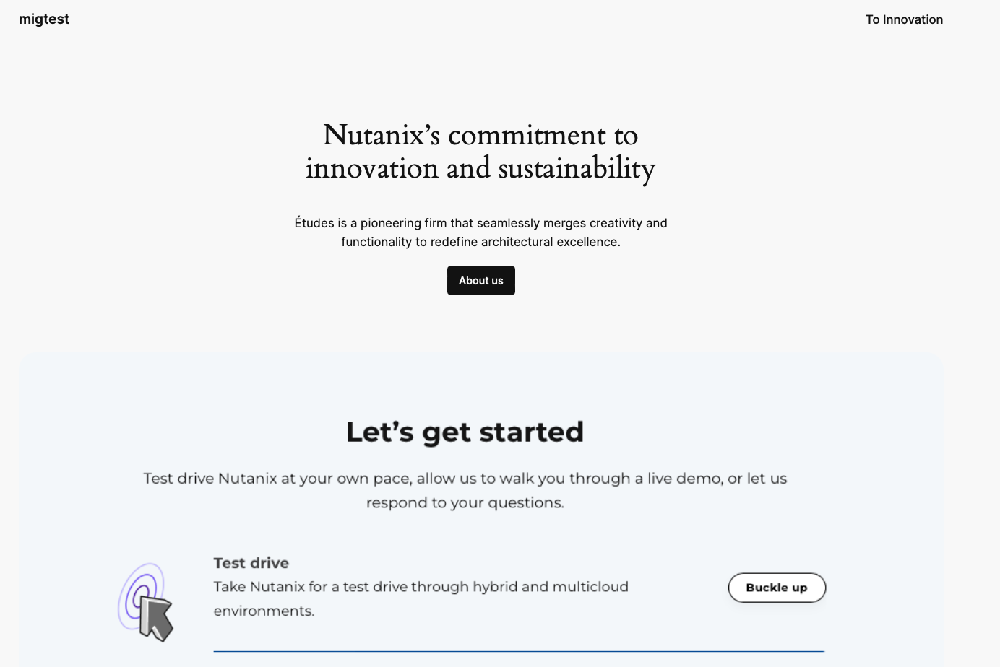 migtest
To Innovation
Nutanix’s commitment to
innovation and sustainability
Études is a pioneering firm that seamlessly merges creativity and
functionality to redefine architectural excellence.
About us
Let’s get started
Test drive Nutanix at your own pace, allow us to walk you through a live demo, or let us
respond to your questions.
Test drive
Take Nutanix for a test drive through hybrid and multicloud
environments.
Buckle up